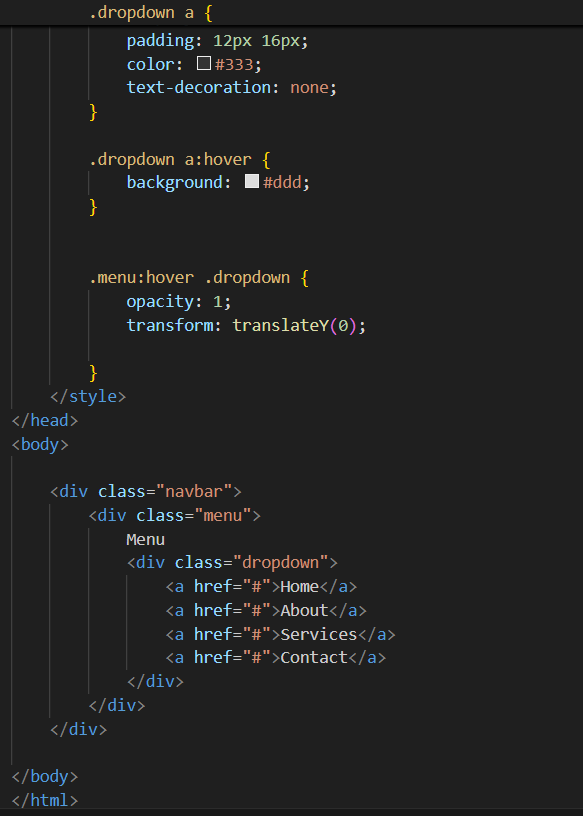 .dropdown a {
padding: 12px 16px;
color: #333;
text-decoration: none;
}
.dropdown a:hover {
background: #ddd;
}
.menu:hover .dropdown {
opacity: 1;
transform: translateY(0);
}
</style>
</head>
<body>
<div class="navbar">
<div class="menu">
Menu
<div class="dropdown">
<a href="#">Home</a>
<a href="#">About</a>
<a href="#">Services</a>
<a href="#">Contact</a>
</div>
</div>
</div>
</body>
</html>